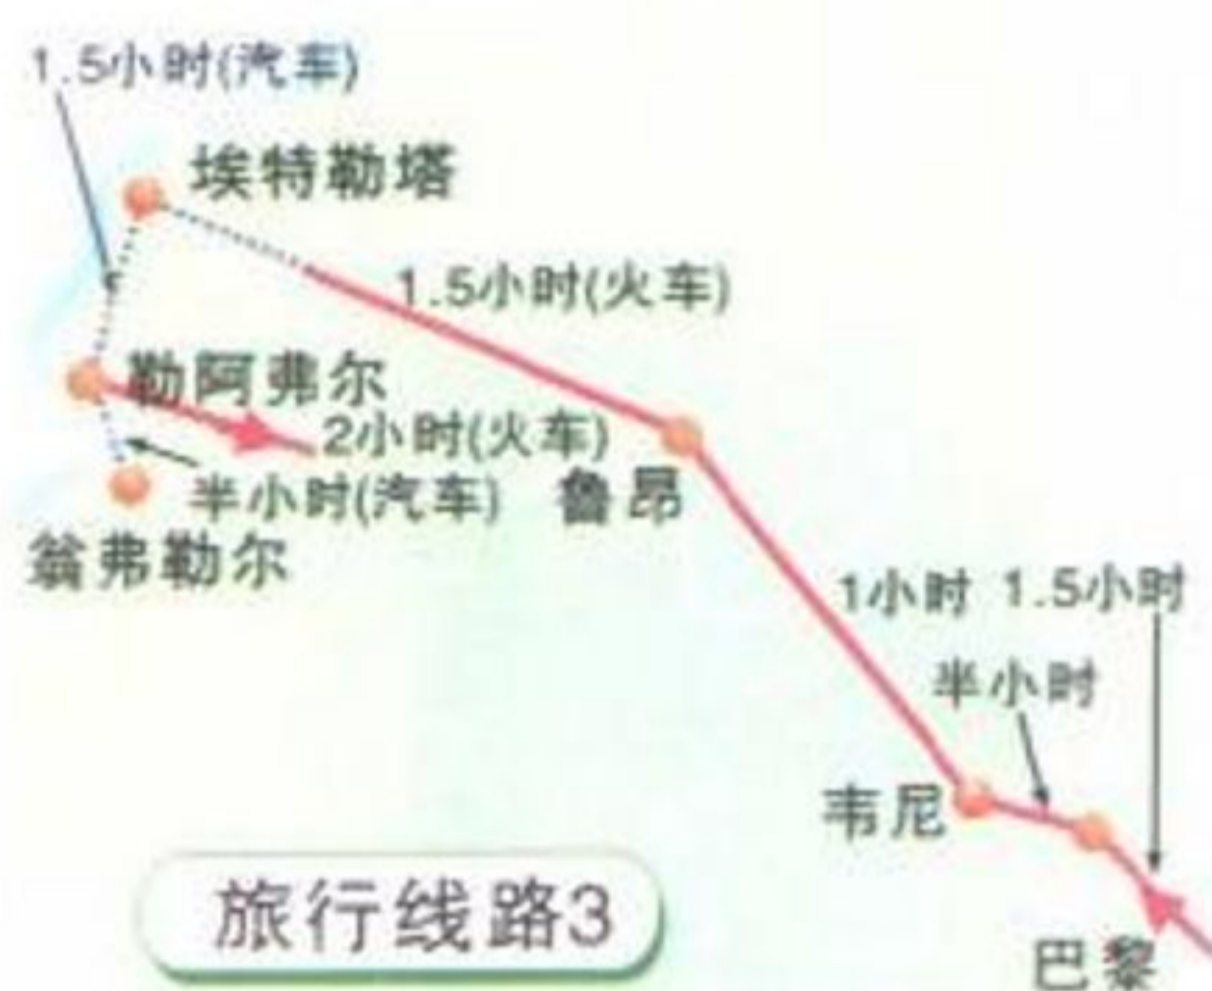 1.5小时(汽车)
埃特勒塔
1.5小时(火车)
勒阿弗尔
2小时(火车)
半小时(汽车)
鲁昂
翁弗勒尔
1小时
1.5小时
半小时
韦尼
旅行线路3
巴黎